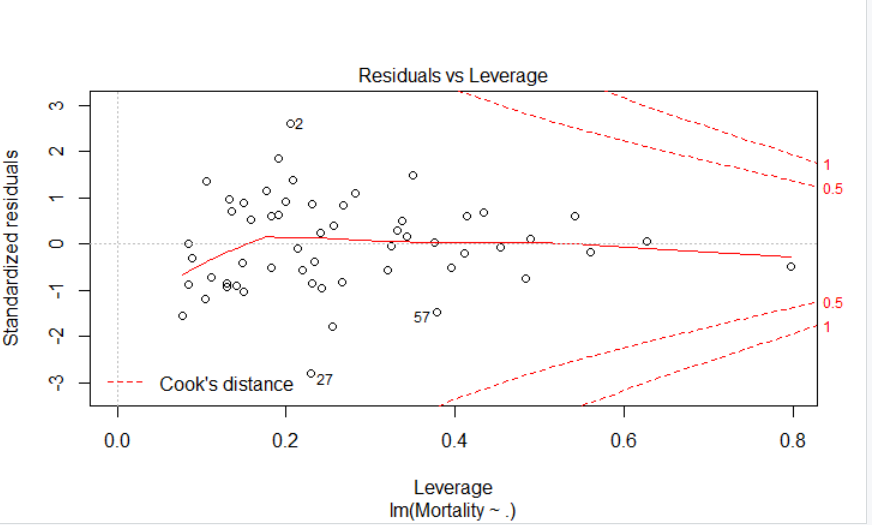 Residuals vs Leverage
Standardized residuals
3
2
1
0
-1
-2
-3
2
57
27
1
0.5
0.5
1
Cook's distance
0.0 0.2 0.4 0.6 0.8
Leverage
lm(Mortality ~ .)